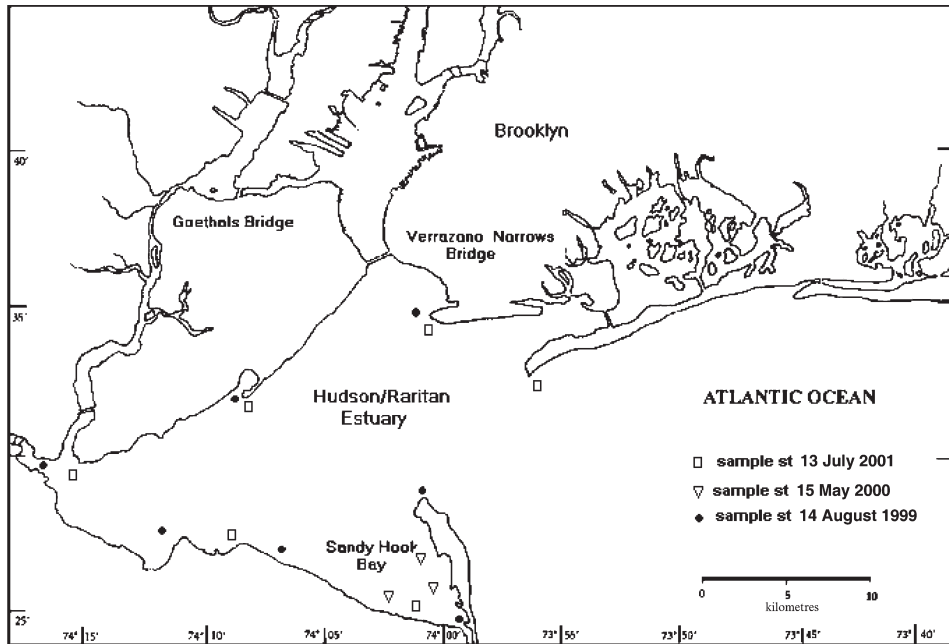 Brooklyn
40'
Goethals Bridge
Verrazano Narrows
Bridge
35'
Hudson/Raritan
Estuary
ATLANTIC OCEAN
sample st 13 July 2001
sample st 15 May 2000
sample st 14 August 1999
Sandy Hook
Bay
0 5 10
kilometres
25'
74° 15' 74° 10' 74° 05' 74° 00' 73° 55' 73° 50' 73° 45' 73° 40'